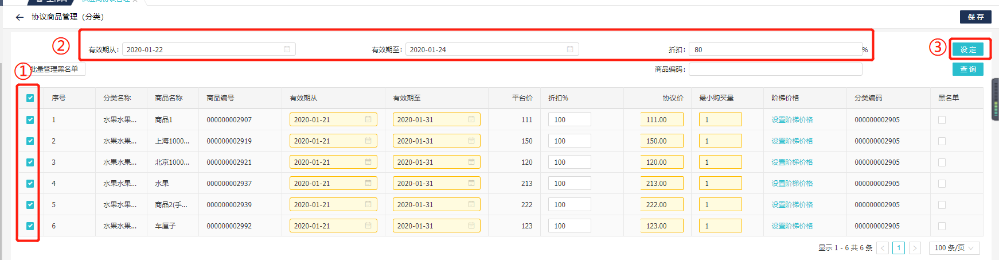 协议商品管理（分类）
保存
②
有效期从: 2020-01-22 有效期至: 2020-01-24 折扣: 80 %
③
设定
①
批量管理黑名单
商品编码:
查询
序号 分类名称 商品名称 商品编号 有效期从 有效期至 平台价 折扣% 协议价 最小购买量 阶梯价格 分类编码 黑名单
1 水果水果... 商品1 000000002907 2020-01-21 2020-01-31 111 100 111.00 1 设置阶梯价格 000000002905
2 水果水果... 上海1000... 000000002919 2020-01-21 2020-01-31 150 100 150.00 1 设置阶梯价格 000000002905
3 水果水果... 北京1000... 000000002921 2020-01-21 2020-01-31 120 100 120.00 1 设置阶梯价格 000000002905
4 水果水果... 水果 000000002937 2020-01-21 2020-01-31 213 100 213.00 1 设置阶梯价格 000000002905
5 水果水果... 商品2(手... 000000002939 2020-01-21 2020-01-31 222 100 222.00 1 设置阶梯价格 000000002905
6 水果水果... 车厘子 000000002992 2020-01-21 2020-01-31 123 100 123.00 1 设置阶梯价格 000000002905
显示 1 - 6 共 6 条 < 1 > 100 条/页